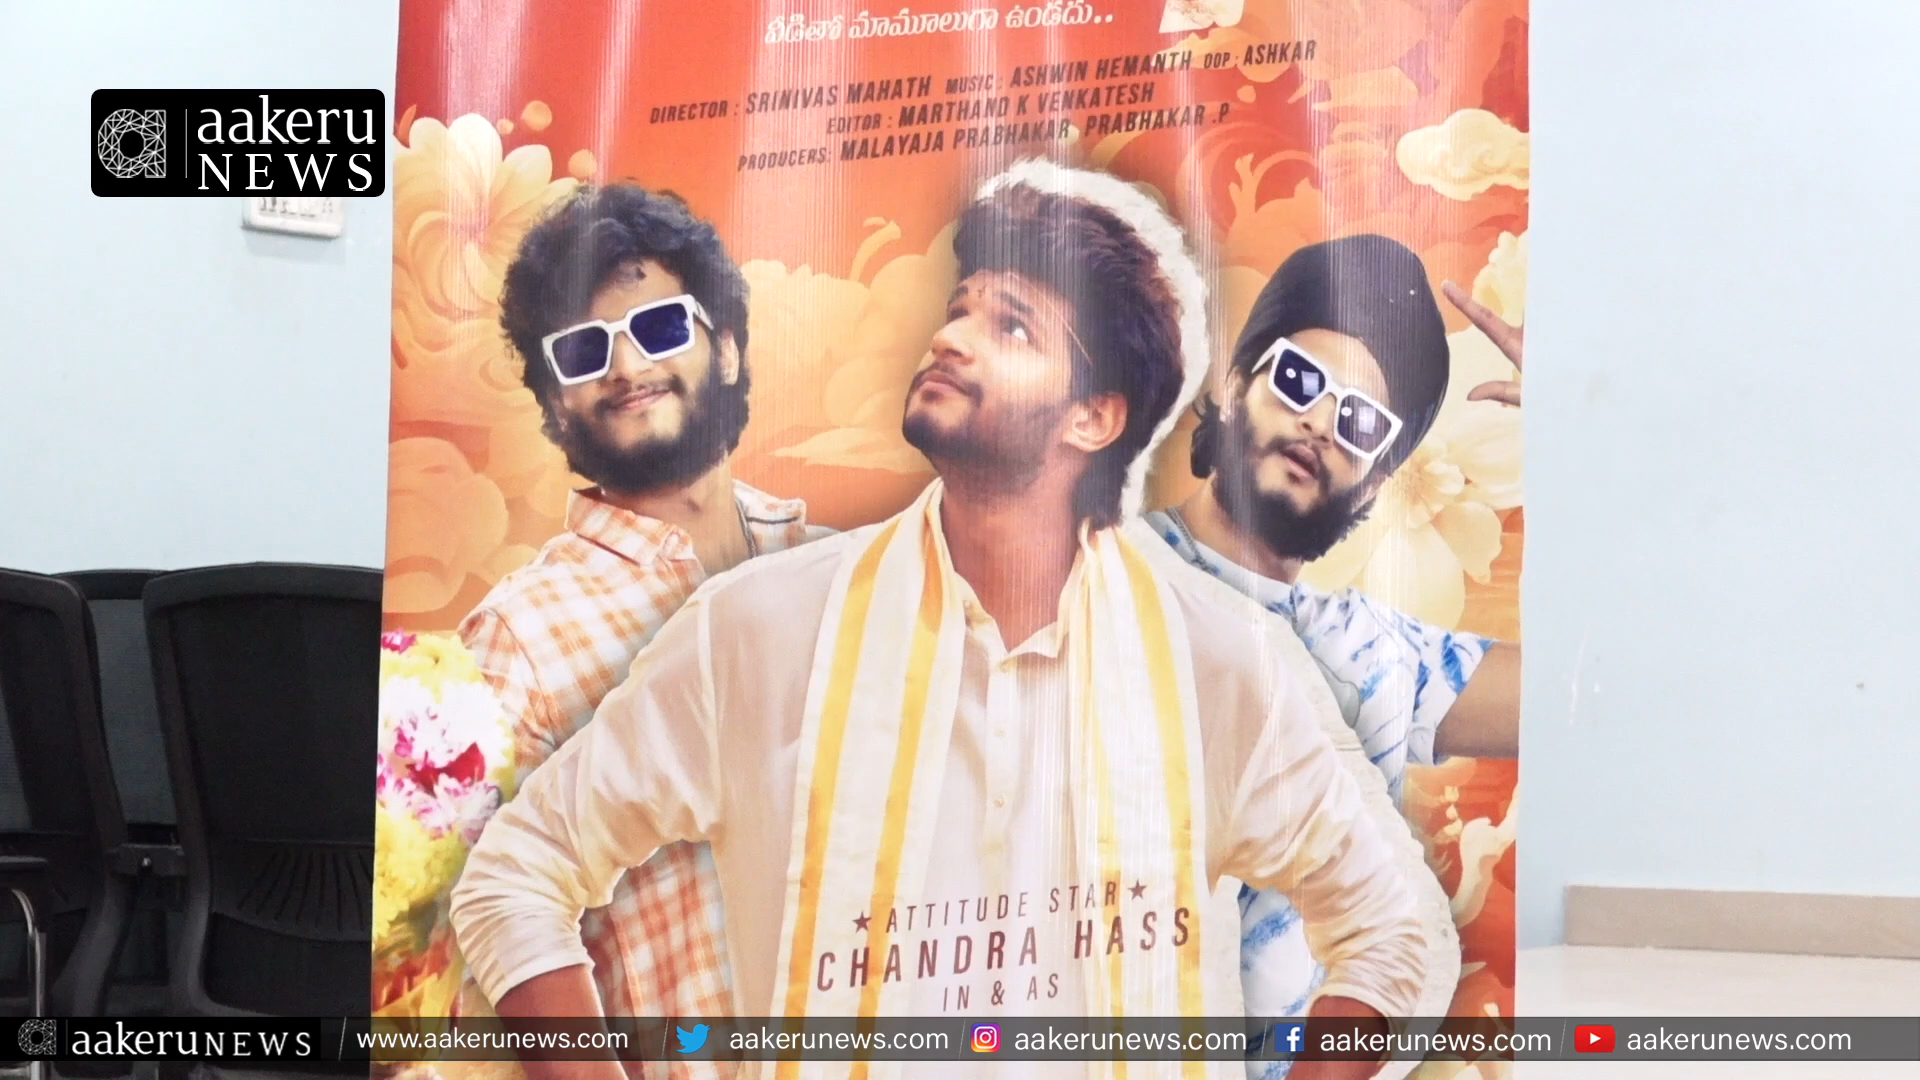 వీడితో మామూలుగా ఉండదు..
DIRECTOR : SRINIVAS MAHATH MUSIC : ASHWIN HEMANTH DOP : ASHKAR
EDITOR : MARTHAND K VENKATESH
PRODUCERS: MALAYAJA PRABHAKAR PRABHAKAR .P
aakeru
NEWS
★ ATTITUDE STAR ★
CHANDRA HASS
IN & AS
aakeru NEWS www.aakerunews.com aakerunews.com aakerunews.com aakerunews.com aakerunews.com